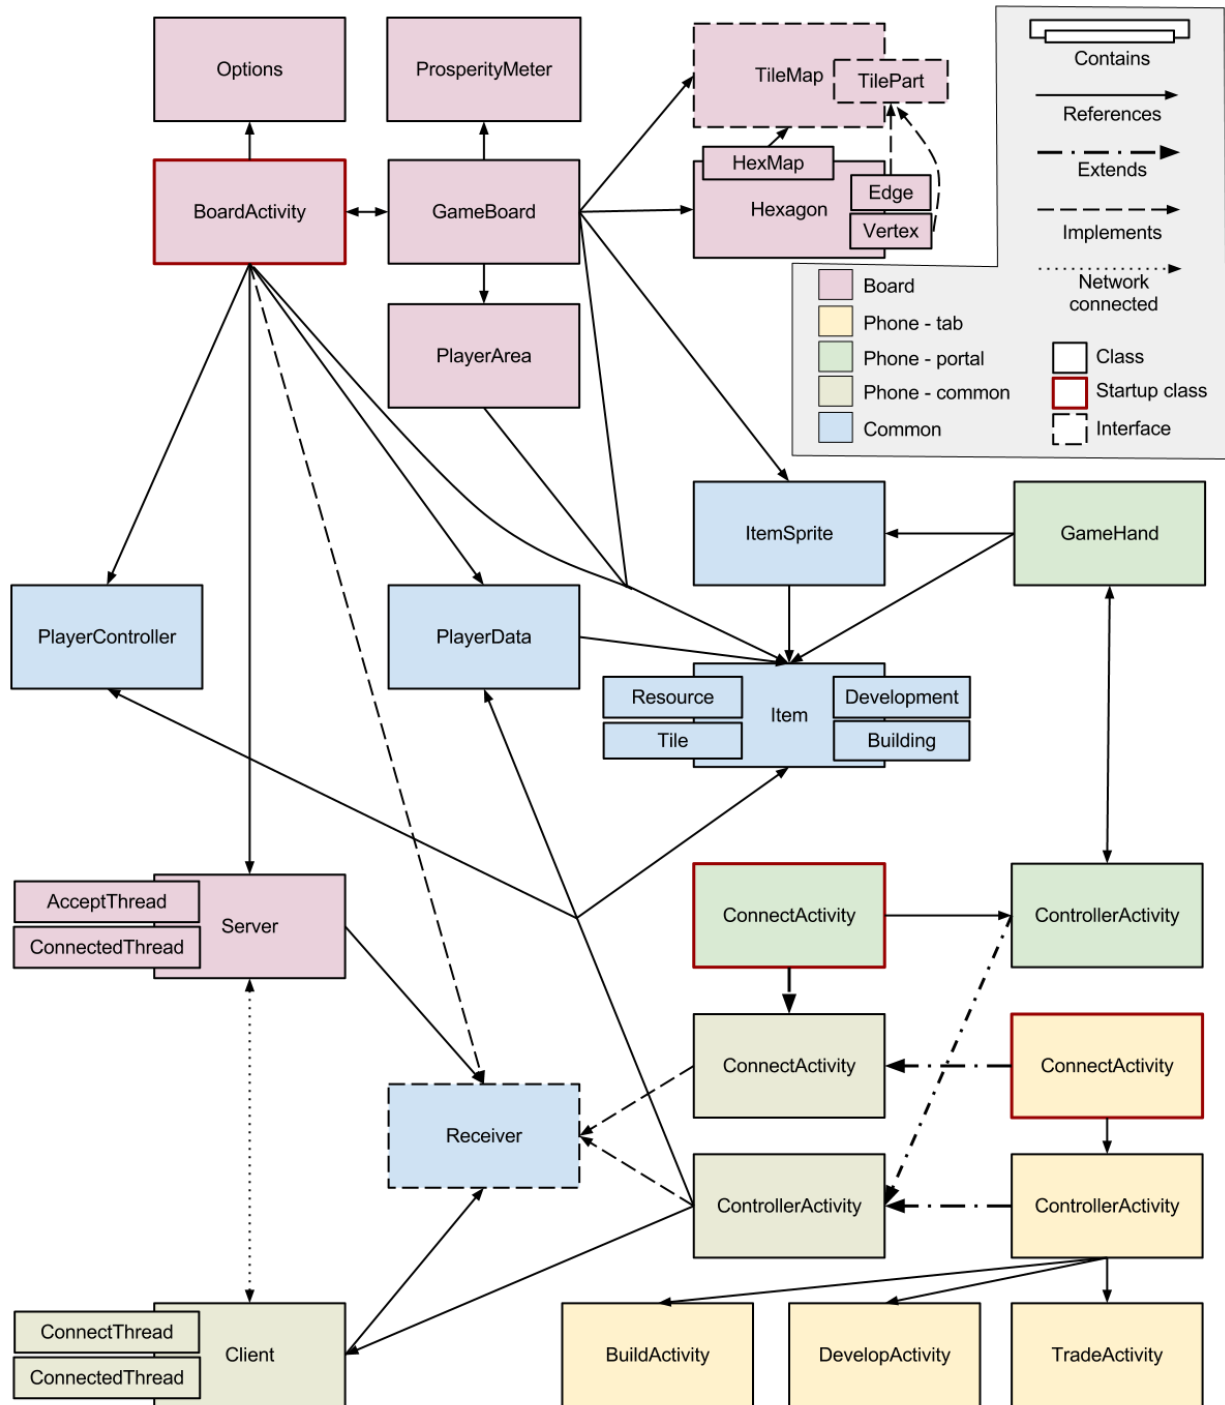 Options
ProsperityMeter
TileMap
TilePart
Contains
References
HexMap
Extends
BoardActivity
GameBoard
Hexagon
Edge
Vertex
Implements
Network
connected
Board
Phone - tab
Phone - portal
Phone - common
Common
Class
Startup class
Interface
PlayerArea
ItemSprite
GameHand
PlayerController
PlayerData
Resource
Tile
Item
Development
Building
AcceptThread
ConnectedThread
Server
ConnectActivity
ControllerActivity
ConnectActivity
ConnectActivity
Receiver
ControllerActivity
ControllerActivity
ConnectThread
ConnectedThread
Client
BuildActivity
DevelopActivity
TradeActivity